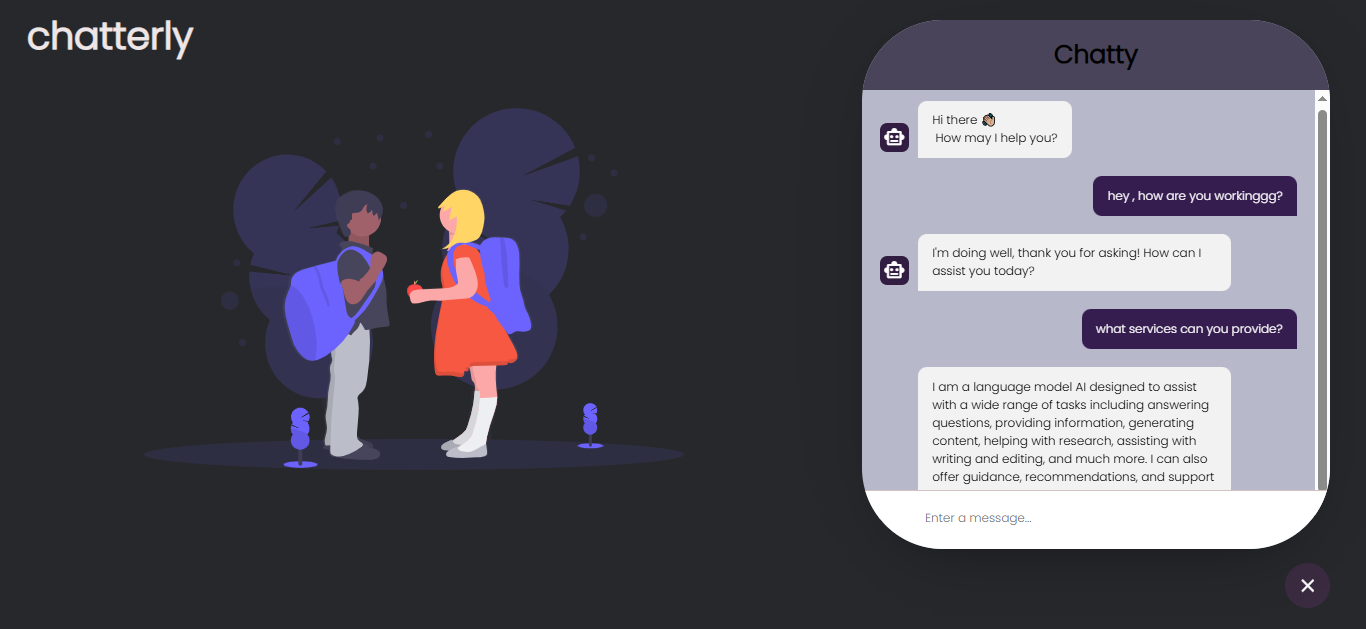 chatterly
Chatty
Hi there 👋🏼
How may I help you?
hey , how are you workinggg?
I'm doing well, thank you for asking! How can I
assist you today?
what services can you provide?
I am a language model AI designed to assist
with a wide range of tasks including answering
questions, providing information, generating
content, helping with research, assisting with
writing and editing, and much more. I can also
offer guidance, recommendations, and support
Enter a message...